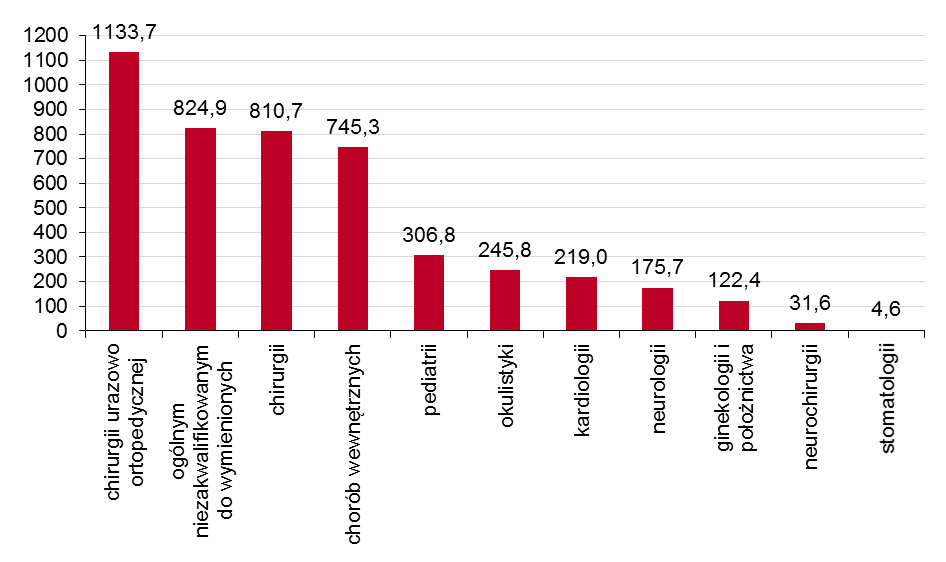 1200
1100
1000
900
800
700
600
500
400
300
200
100
0
1133,7
824,9
810,7
745,3
306,8
245,8
219,0
175,7
122,4
31,6
4,6
chirurgii urazowo
ortopedycznej
ogólnym
niezakwalifikowanym
do wymienionych
chirurgii
chorób wewnętrznych
pediatrii
okulistyki
kardiologii
neurologii
ginekologii i
położnictwa
neurochirurgii
stomatologii